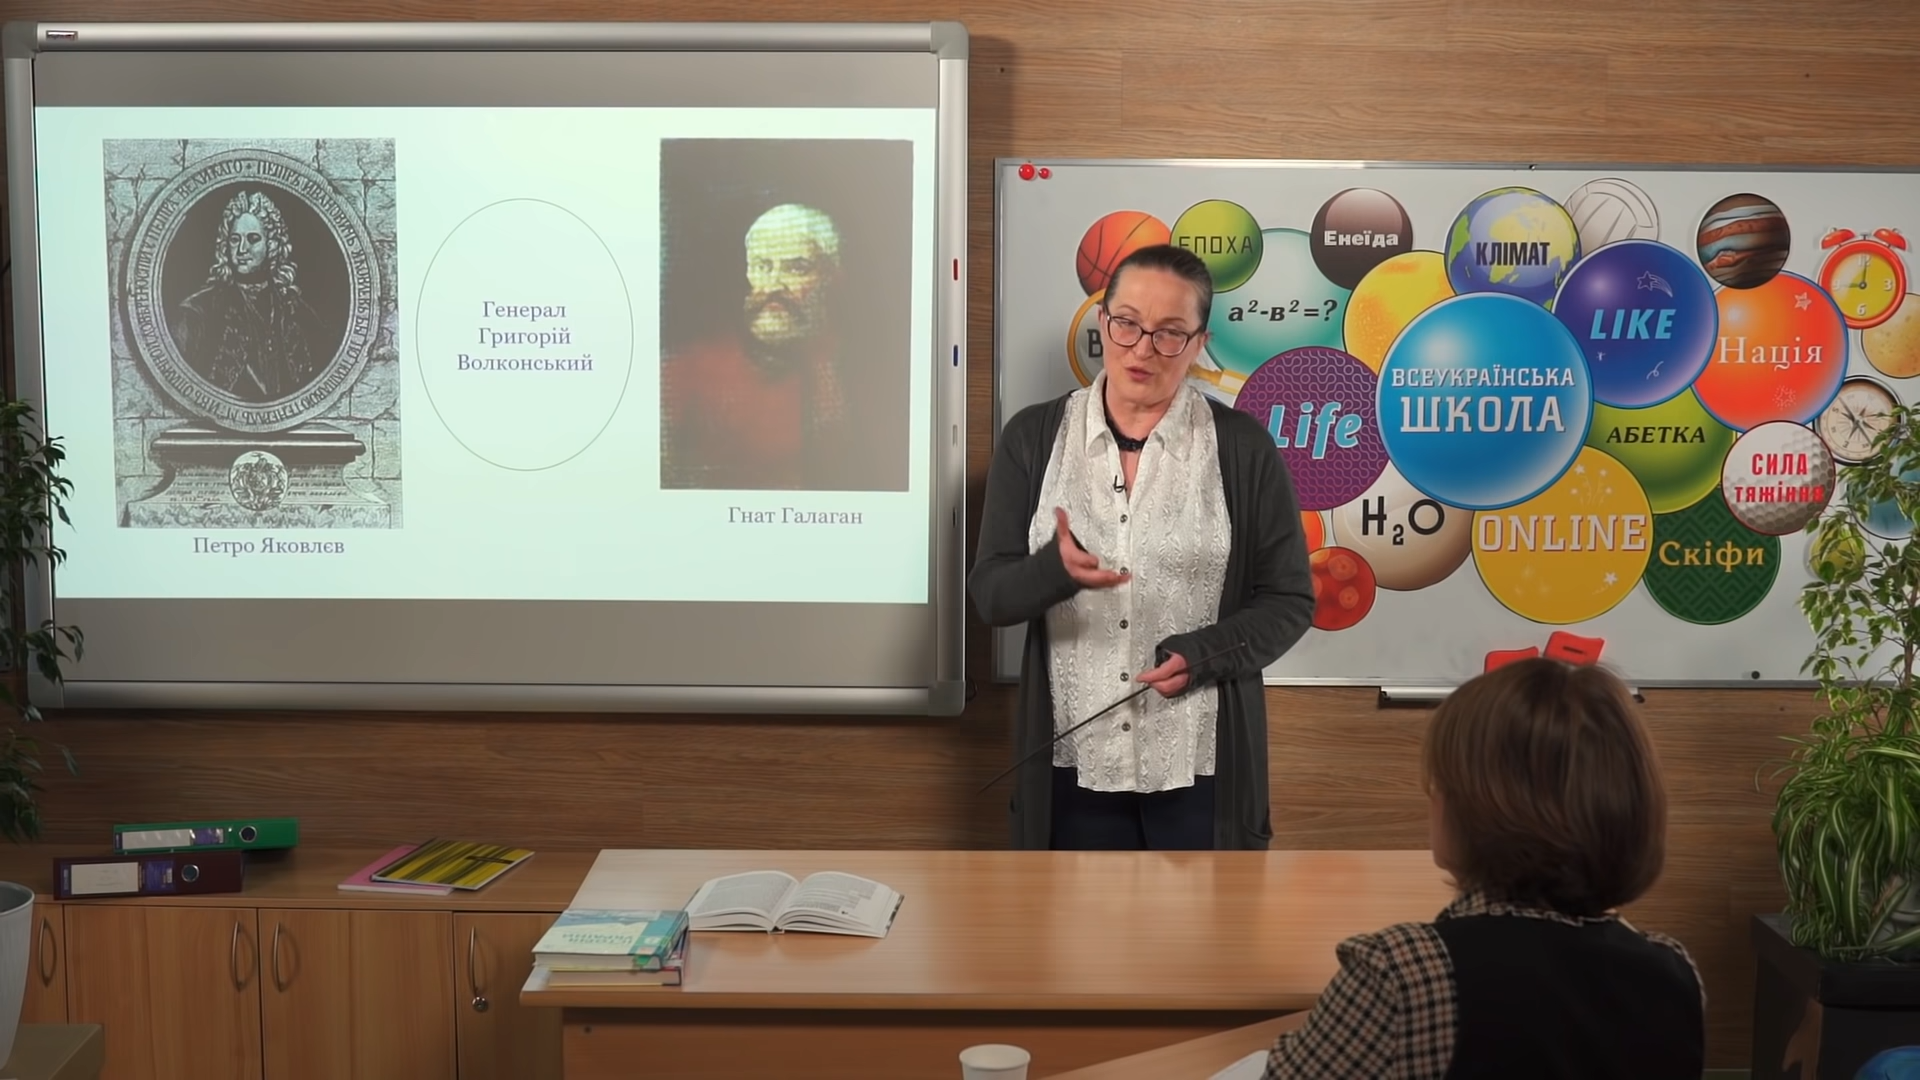 Генерал
Григорій
Волконський
Петро Яковлєв
Гнат Галаган
ЕПОХА
Енеїда
КЛІМАТ
a²-в²=?
LIKE
Нація
Life
ВСЕУКРАЇНСЬКА
ШКОЛА
АБЕТКА
СИЛА
ТЯЖІННЯ
H₂O
ONLINE
Скіфи